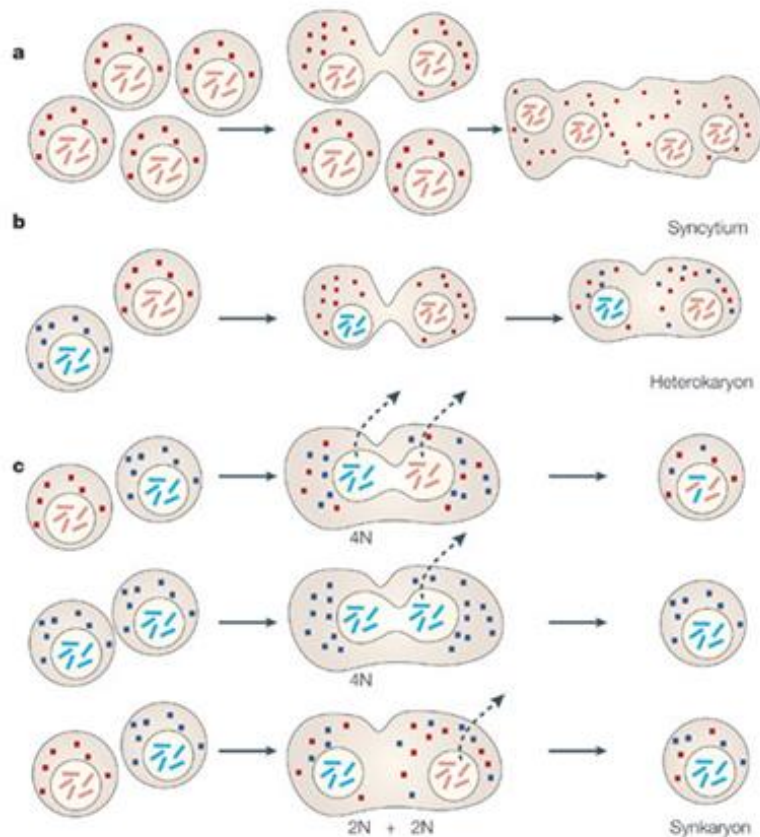 a
Syncytium
b
Heterokaryon
c
4N
4N
2N + 2N
Synkaryon